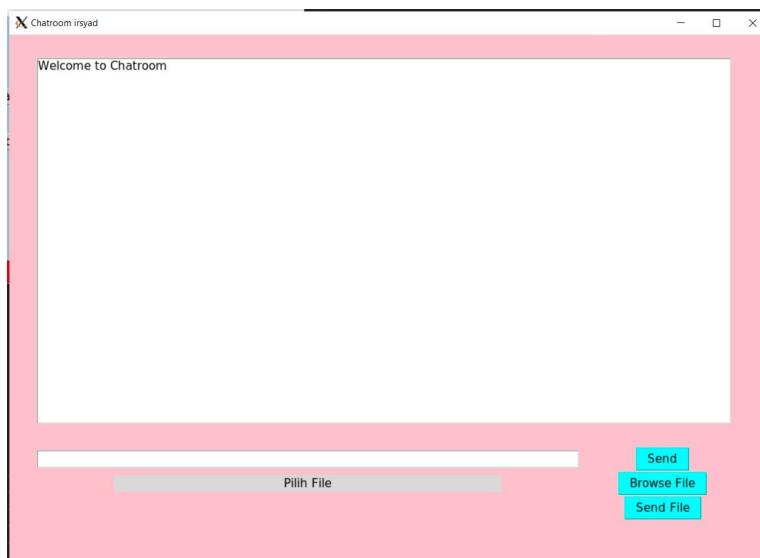 Chatroom irsyad
Welcome to Chatroom
Send
Pilih File
Browse File
Send File